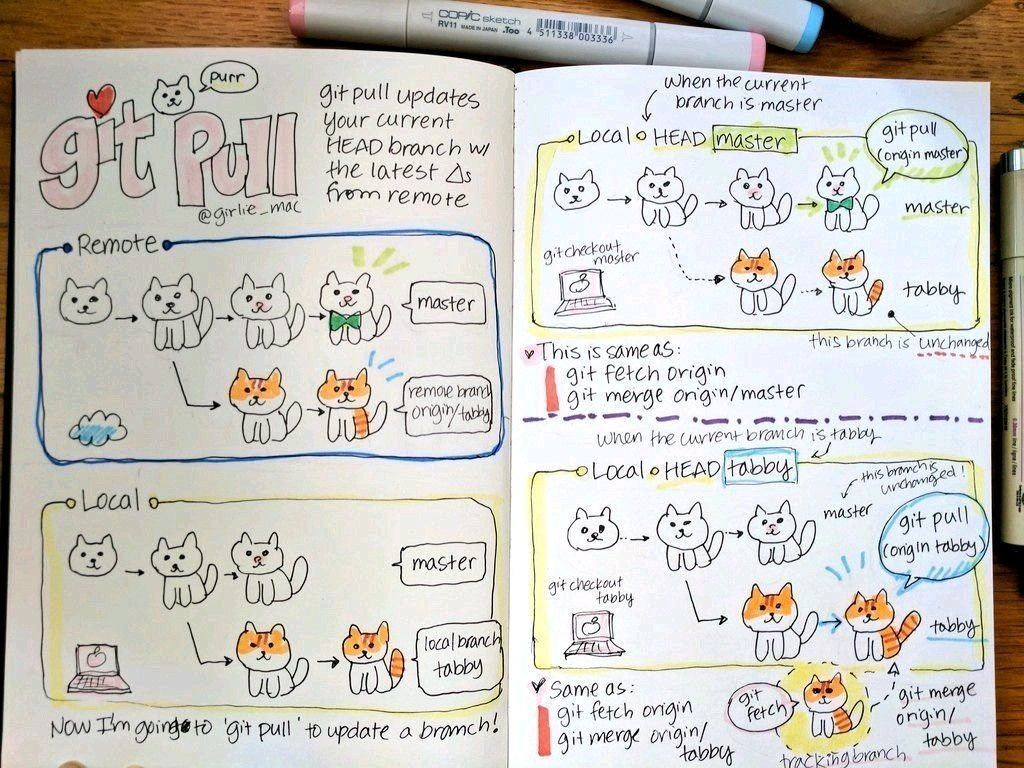 COPIC sketch
RV11 MADE IN JAPAN .Too 4 511338 003336
purr
git pull
@girlie_mac
git pull updates
your current
HEAD branch w/
the latest Δs
from remote
Remote
master
remove branch
origin/tabby
Local
master
local branch
tabby
Now I'm going to 'git pull' to update a branch!
When the current
branch is master
Local HEAD master
git pull
(origin master)
master
git checkout
master
tabby
this branch is unchanged
This is same as:
git fetch origin
git merge origin/master
when the current branch is tabby
Local HEAD tabby
this branch is
unchanged!
master
git pull
(origin tabby)
git checkout
tabby
tabby
Same as:
git fetch origin
git merge origin/
tabby
git
fetch
tracking branch
git merge
origin/
tabby